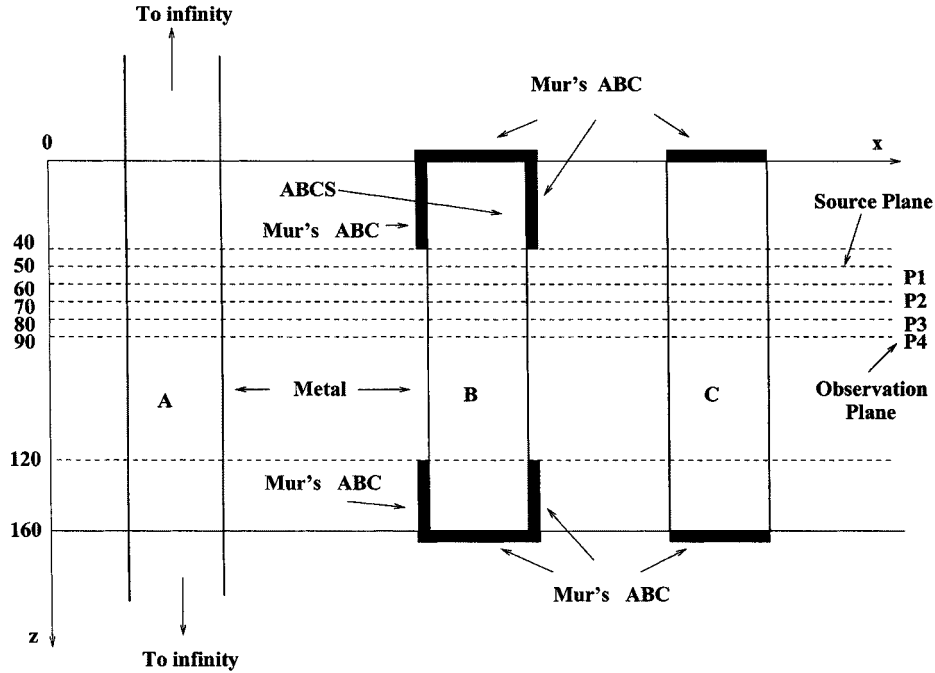 To infinity
Mur's ABC
0
x
ABCS
Source Plane
Mur's ABC
40
50
P1
60
P2
70
P3
80
P4
90
Metal
A
B
C
Observation
Plane
120
Mur's ABC
160
Mur's ABC
z
To infinity